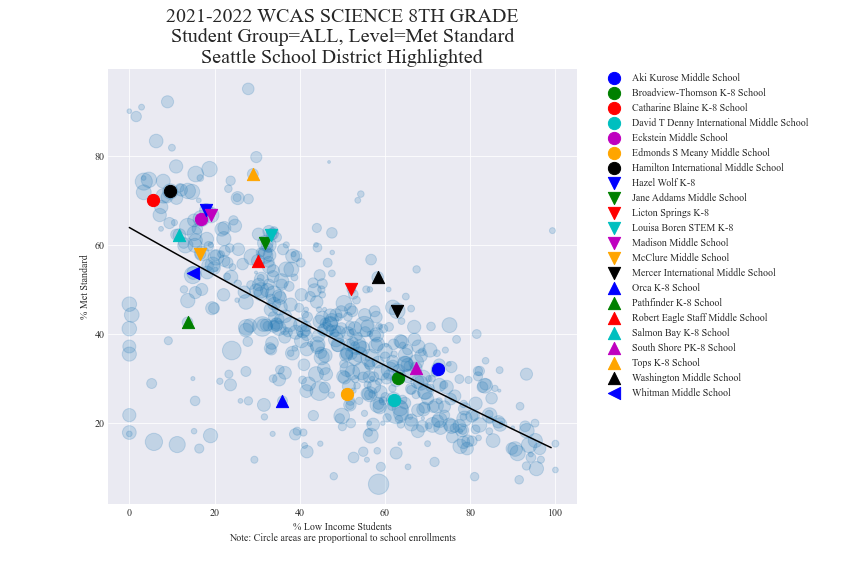 2021-2022 WCAS SCIENCE 8TH GRADE
Student Group=ALL, Level=Met Standard
Seattle School District Highlighted
% Met Standard
80
60
40
20
0 20 40 60 80 100
% Low Income Students
Note: Circle areas are proportional to school enrollments
Aki Kurose Middle School
Broadview-Thomson K-8 School
Catharine Blaine K-8 School
David T Denny International Middle School
Eckstein Middle School
Edmonds S Meany Middle School
Hamilton International Middle School
Hazel Wolf K-8
Jane Addams Middle School
Licton Springs K-8
Louisa Boren STEM K-8
Madison Middle School
McClure Middle School
Mercer International Middle School
Orca K-8 School
Pathfinder K-8 School
Robert Eagle Staff Middle School
Salmon Bay K-8 School
South Shore PK-8 School
Tops K-8 School
Washington Middle School
Whitman Middle School